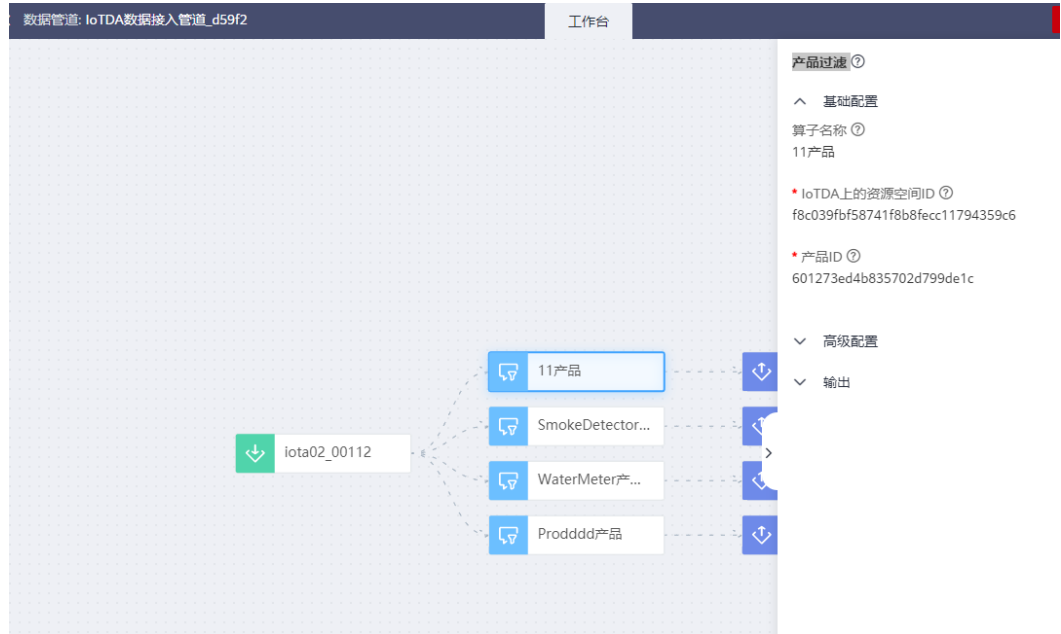 数据管道: IoTDA数据接入管道_d59f2
工作台
产品过滤
基础配置
算子名称
11产品
* IoTDA上的资源空间ID
f8c039fbf58741f8b8fecc11794359c6
* 产品ID
601273ed4b835702d799de1c
高级配置
输出
11产品
SmokeDetector...
iota02_00112
WaterMeter产...
Prodddd产品